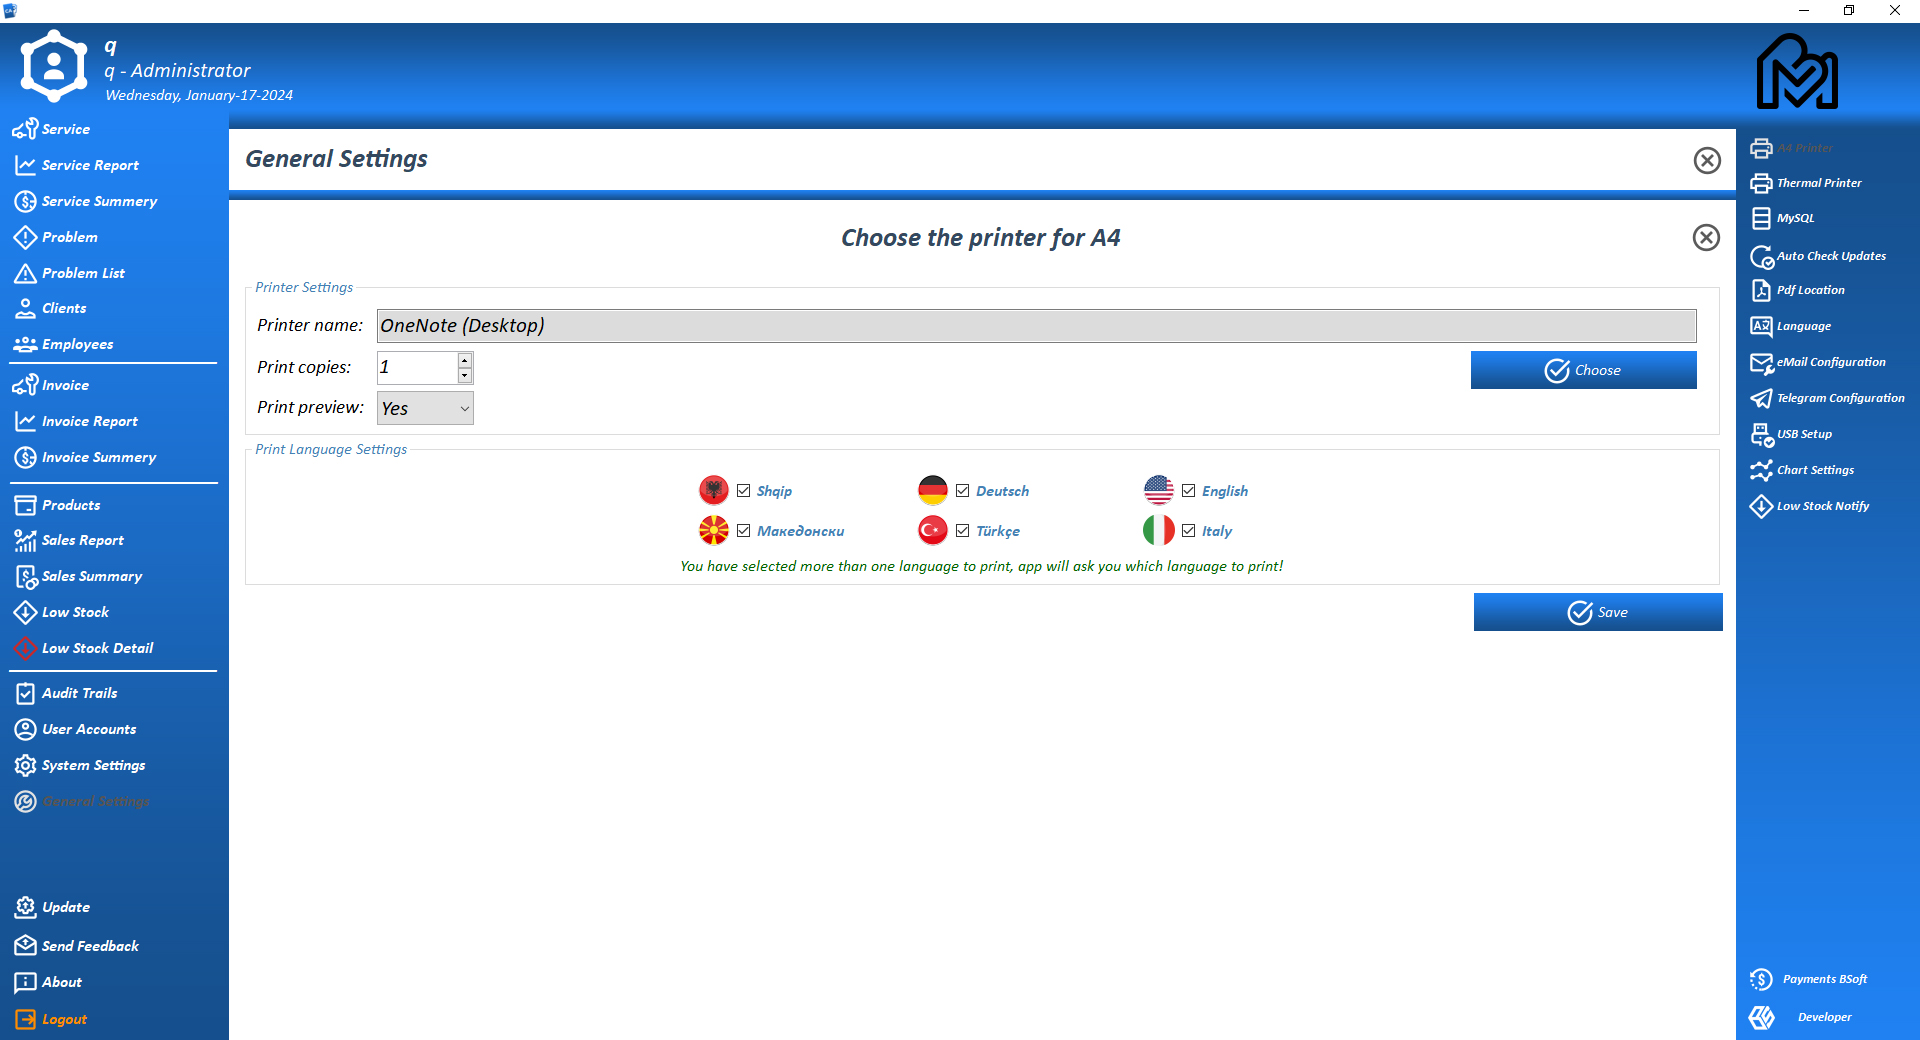 q
q - Administrator
Wednesday, January-17-2024
Service
Service Report
Service Summery
Problem
Problem List
Clients
Employees
Invoice
Invoice Report
Invoice Summery
Products
Sales Report
Sales Summary
Low Stock
Low Stock Detail
Audit Trails
User Accounts
System Settings
General Settings
Update
Send Feedback
About
Logout
General Settings
Choose the printer for A4
Printer Settings
Printer name: OneNote (Desktop)
Print copies: 1
Choose
Print preview: Yes
Print Language Settings
Shqip Deutsch English
Македонски Türkçe Italy
You have selected more than one language to print, app will ask you which language to print!
Save
A4 Printer
Thermal Printer
MySQL
Auto Check Updates
Pdf Location
Language
eMail Configuration
Telegram Configuration
USB Setup
Chart Settings
Low Stock Notify
Payments BSoft
Developer